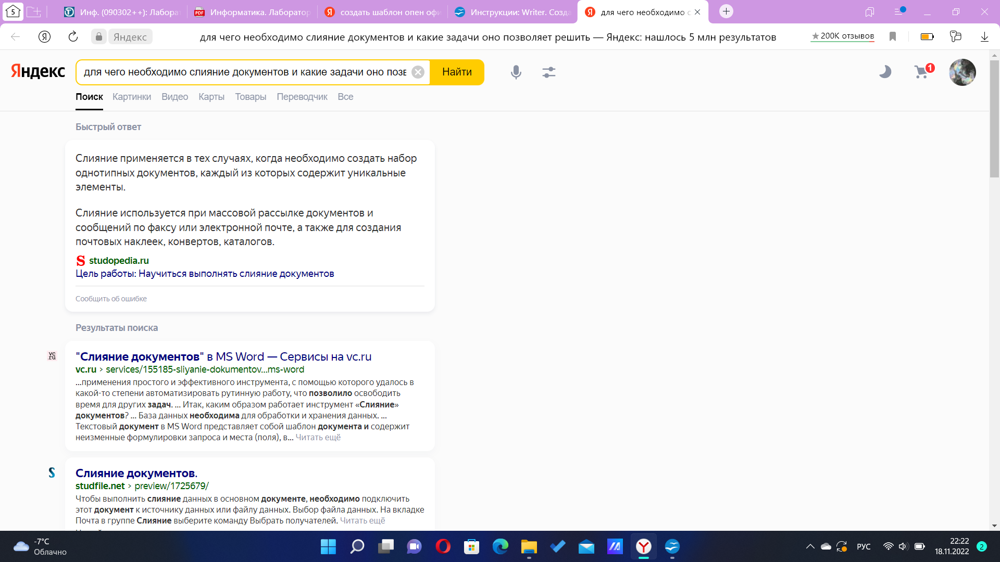 5
Инф. (090302++): Лаборат
Информатика. Лаборатор
создать шаблон опен офи
Инструкции: Writer. Созда
для чего необходимо с
Яндекс
для чего необходимо слияние документов и какие задачи оно позволяет решить — Яндекс: нашлось 5 млн результатов
200K отзывов
Яндекс
для чего необходимо слияние документов и какие задачи оно позв
Найти
1
Поиск Картинки Видео Карты Товары Переводчик Все
Быстрый ответ
Слияние применяется в тех случаях, когда необходимо создать набор
однотипных документов, каждый из которых содержит уникальные
элементы.
Слияние используется при массовой рассылке документов и
сообщений по факсу или электронной почте, а также для создания
почтовых наклеек, конвертов, каталогов.
studopedia.ru
Цель работы: Научиться выполнять слияние документов
Сообщить об ошибке
Результаты поиска
vc.ru
"Слияние документов" в MS Word — Сервисы на vc.ru
vc.ru › services/155185-sliyanie-dokumentov...ms-word
...применения простого и эффективного инструмента, с помощью которого удалось в
какой-то степени автоматизировать рутинную работу, что позволило освободить
время для других задач. ... Итак, каким образом работает инструмент «Слияние»
документов? ... База данных необходима для обработки и хранения данных. ...
Текстовый документ в MS Word представляет собой шаблон документа и содержит
неизменные формулировки запроса и места (поля), в... Читать ещё
Слияние документов.
studfile.net › preview/1725679/
Чтобы выполнить слияние данных в основном документе, необходимо подключить
этот документ к источнику данных или файлу данных. Выбор файла данных. На вкладке
Почта в группе Слияние выберите команду Выбрать получателей. Читать ещё
-7°C
Облачно
РУС
22:22
18.11.2022
2